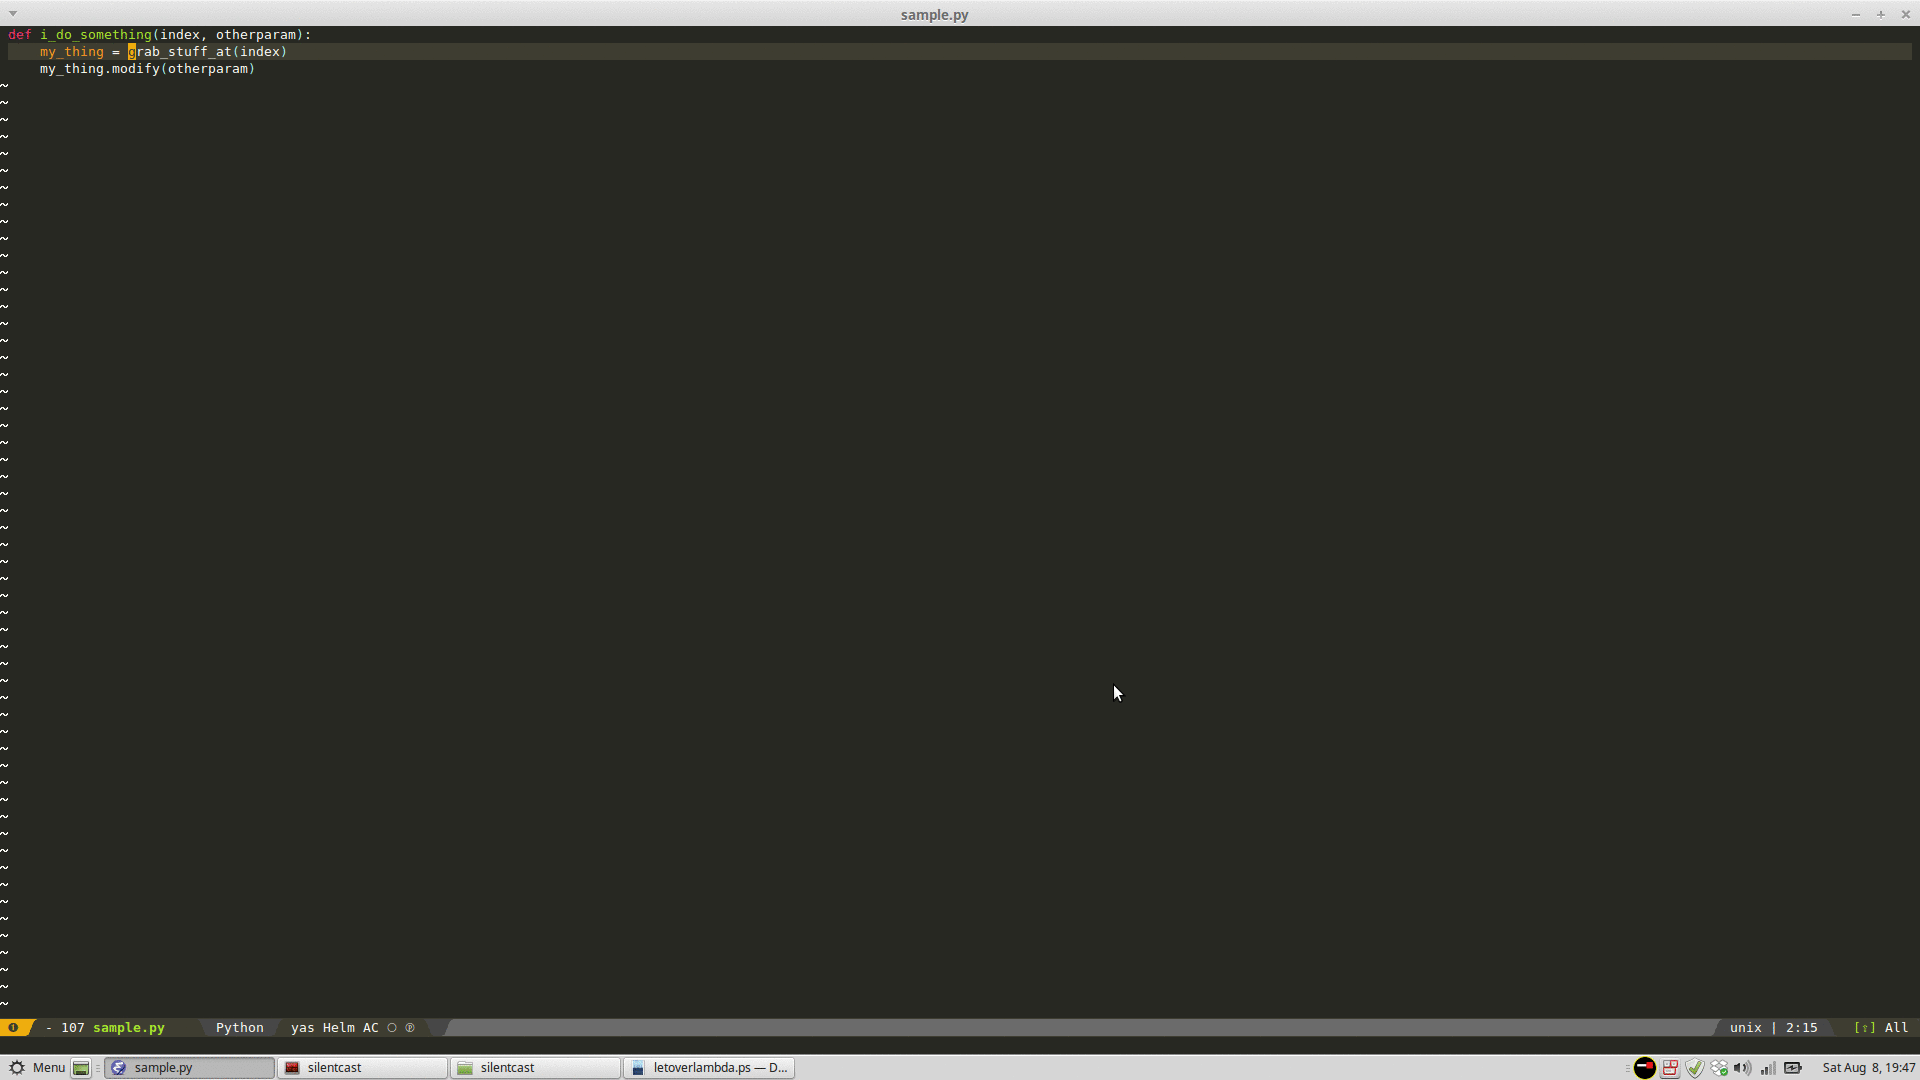 sample.py
def i_do_something(index, otherparam):
    my_thing = grab_stuff_at(index)
    my_thing.modify(otherparam)
- 107 sample.py Python yas Helm AC unix | 2:15 [⇧] All
Menu sample.py silentcast silentcast letoverlambda.ps — D... Sat Aug 8, 19:47